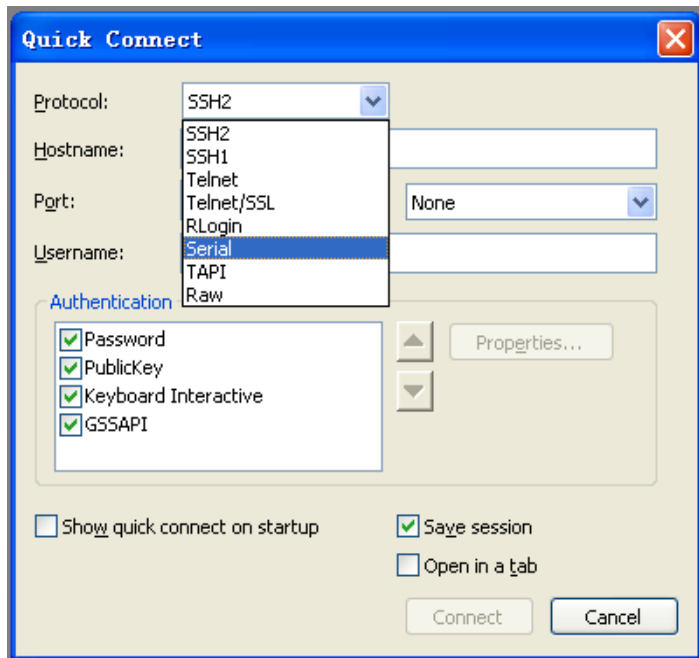 Quick Connect
Protocol: SSH2
SSH2
Hostname:
SSH1
Telnet
Port: None
Telnet/SSL
RLogin
Username:
Serial
TAPI
Raw
Authentication
Password
PublicKey
Keyboard Interactive
GSSAPI
Properties...
Show quick connect on startup
Save session
Open in a tab
Connect
Cancel